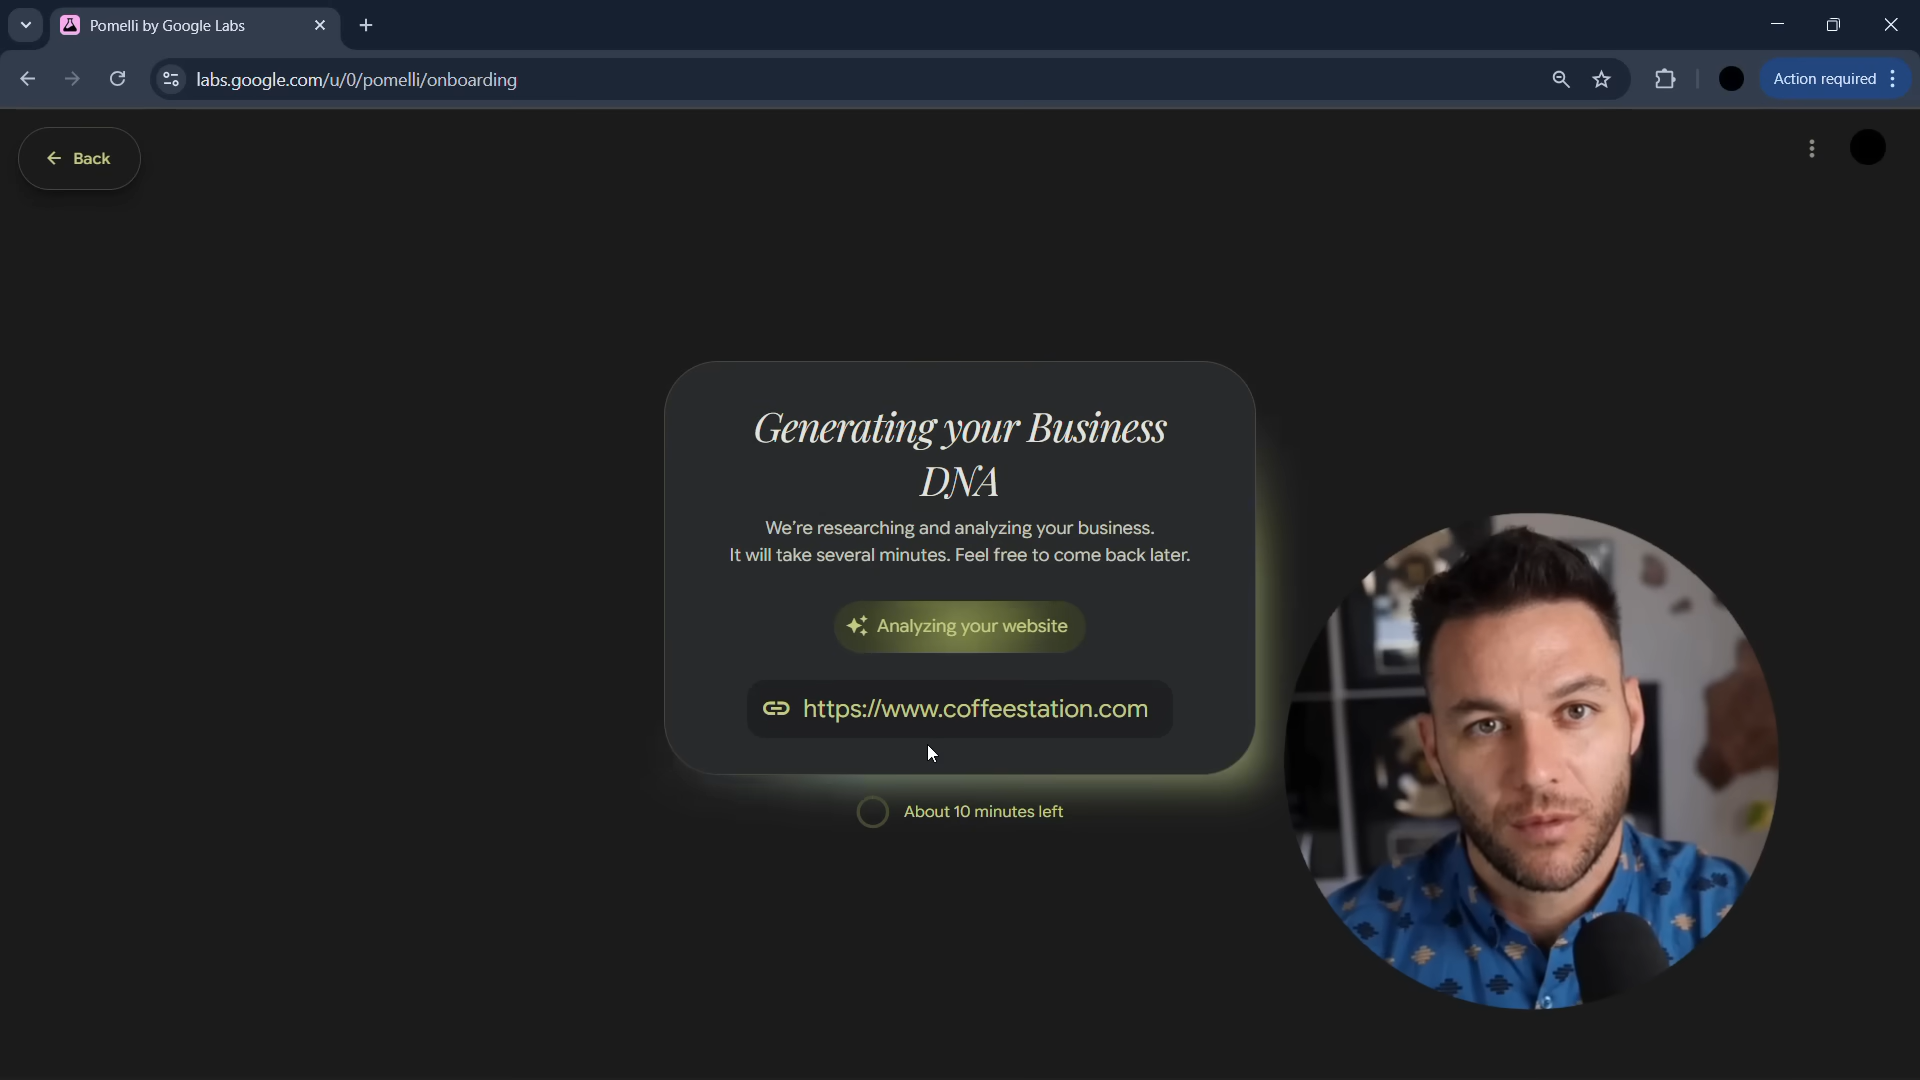 Pomelli by Google Labs
labs.google.com/u/0/pomelli/onboarding
Action required
Back
Generating your Business
DNA
We're researching and analyzing your business.
It will take several minutes. Feel free to come back later.
Analyzing your website
https://www.coffeestation.com
About 10 minutes left